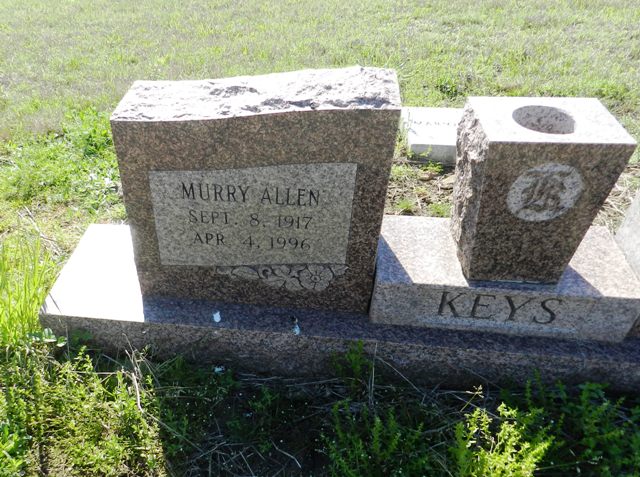 MURRY ALLEN
SEPT. 8, 1917
APR. 4, 1996
K
KEYS